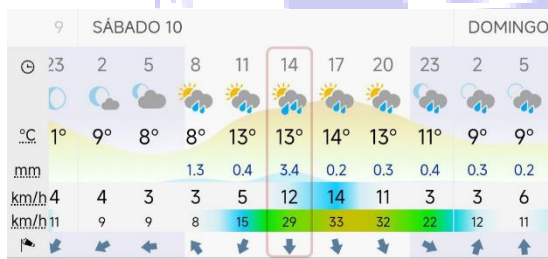 9 SÁBADO 10 DOMINGO
23 2 5 8 11 14 17 20 23 2 5
°C 1° 9° 8° 8° 13° 13° 14° 13° 11° 9° 9°
mm 1.3 0.4 3.4 0.2 0.3 0.4 0.3 0.2
km/h 4 4 3 3 5 12 14 11 3 3 6
km/h 11 9 9 8 15 29 33 32 22 12 11